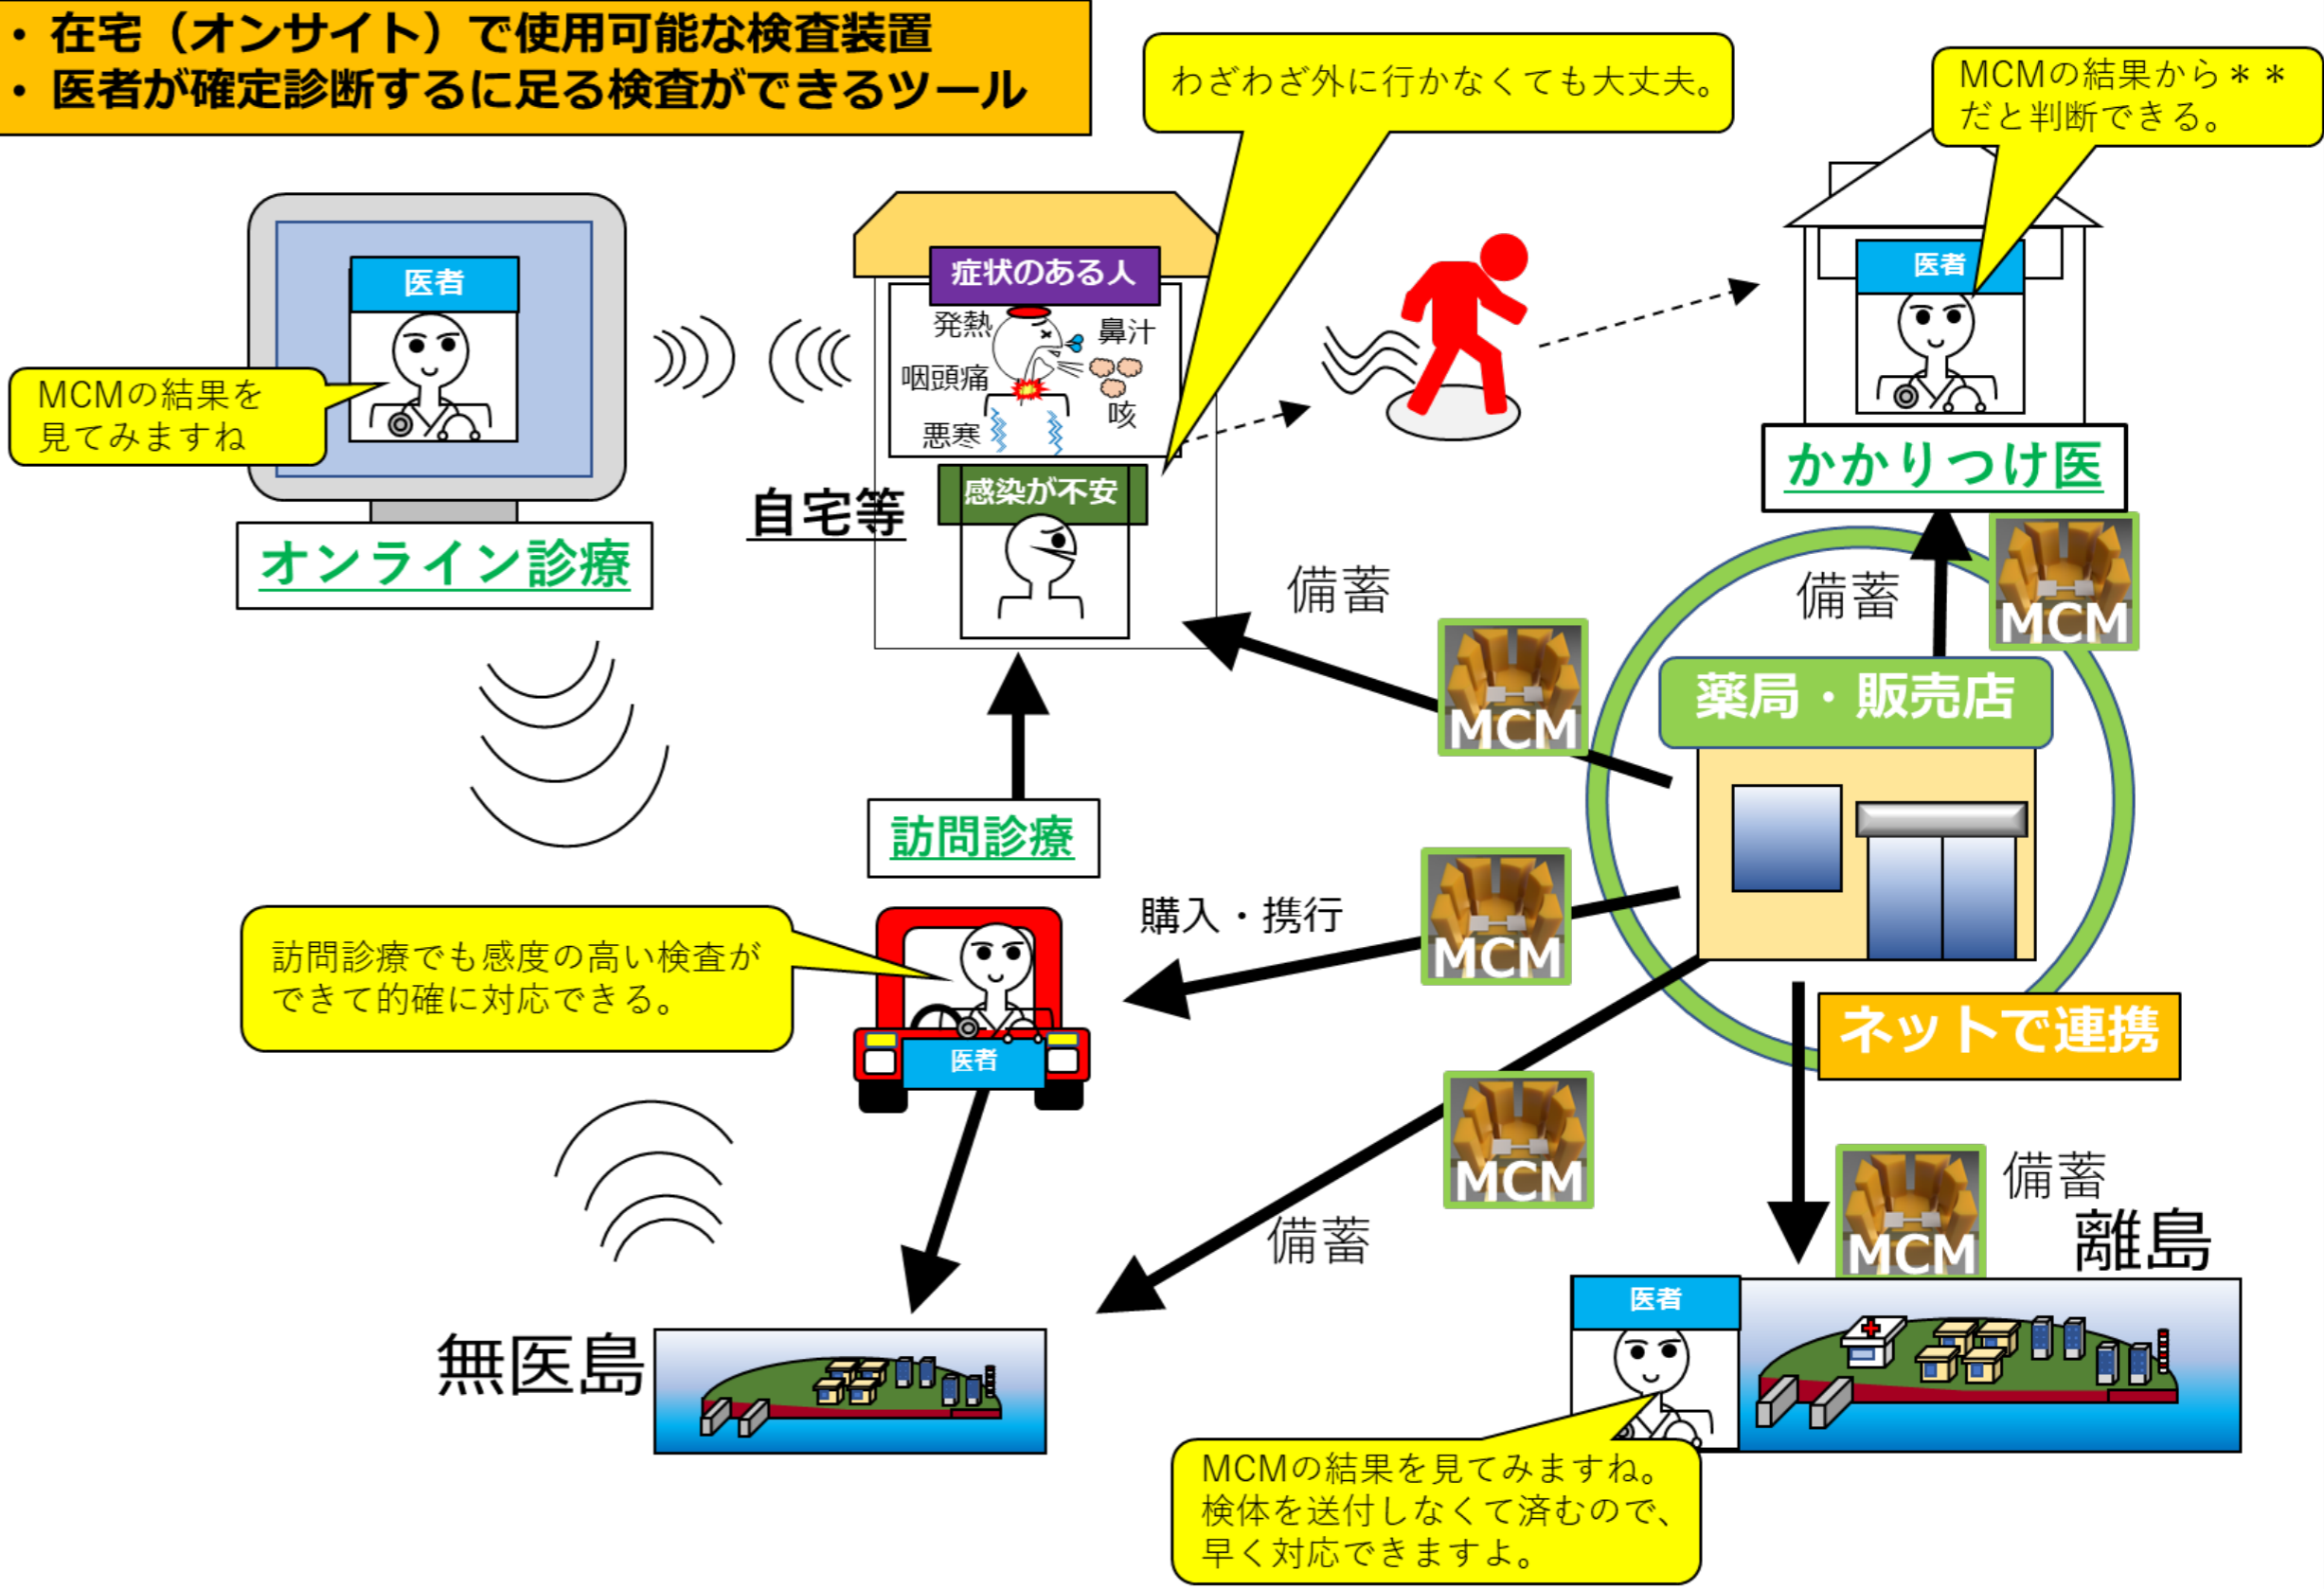 ・ 在宅（オンサイト）で使用可能な検査装置
・ 医者が確定診断するに足る検査ができるツール
わざわざ外に行かなくても大丈夫。
MCMの結果から＊＊
だと判断できる。
医者
MCMの結果を
見てみますね
オンライン診療
症状のある人
発熱
鼻汁
咽頭痛
咳
悪寒
感染が不安
自宅等
医者
かかりつけ医
備蓄
MCM
備蓄
MCM
薬局・販売店
訪問診療
購入・携行
MCM
訪問診療でも感度の高い検査が
できて的確に対応できる。
医者
ネットで連携
MCM
備蓄
MCM
備蓄
離島
無医島
医者
MCMの結果を見てみますね。
検体を送付しなくて済むので、
早く対応できますよ。